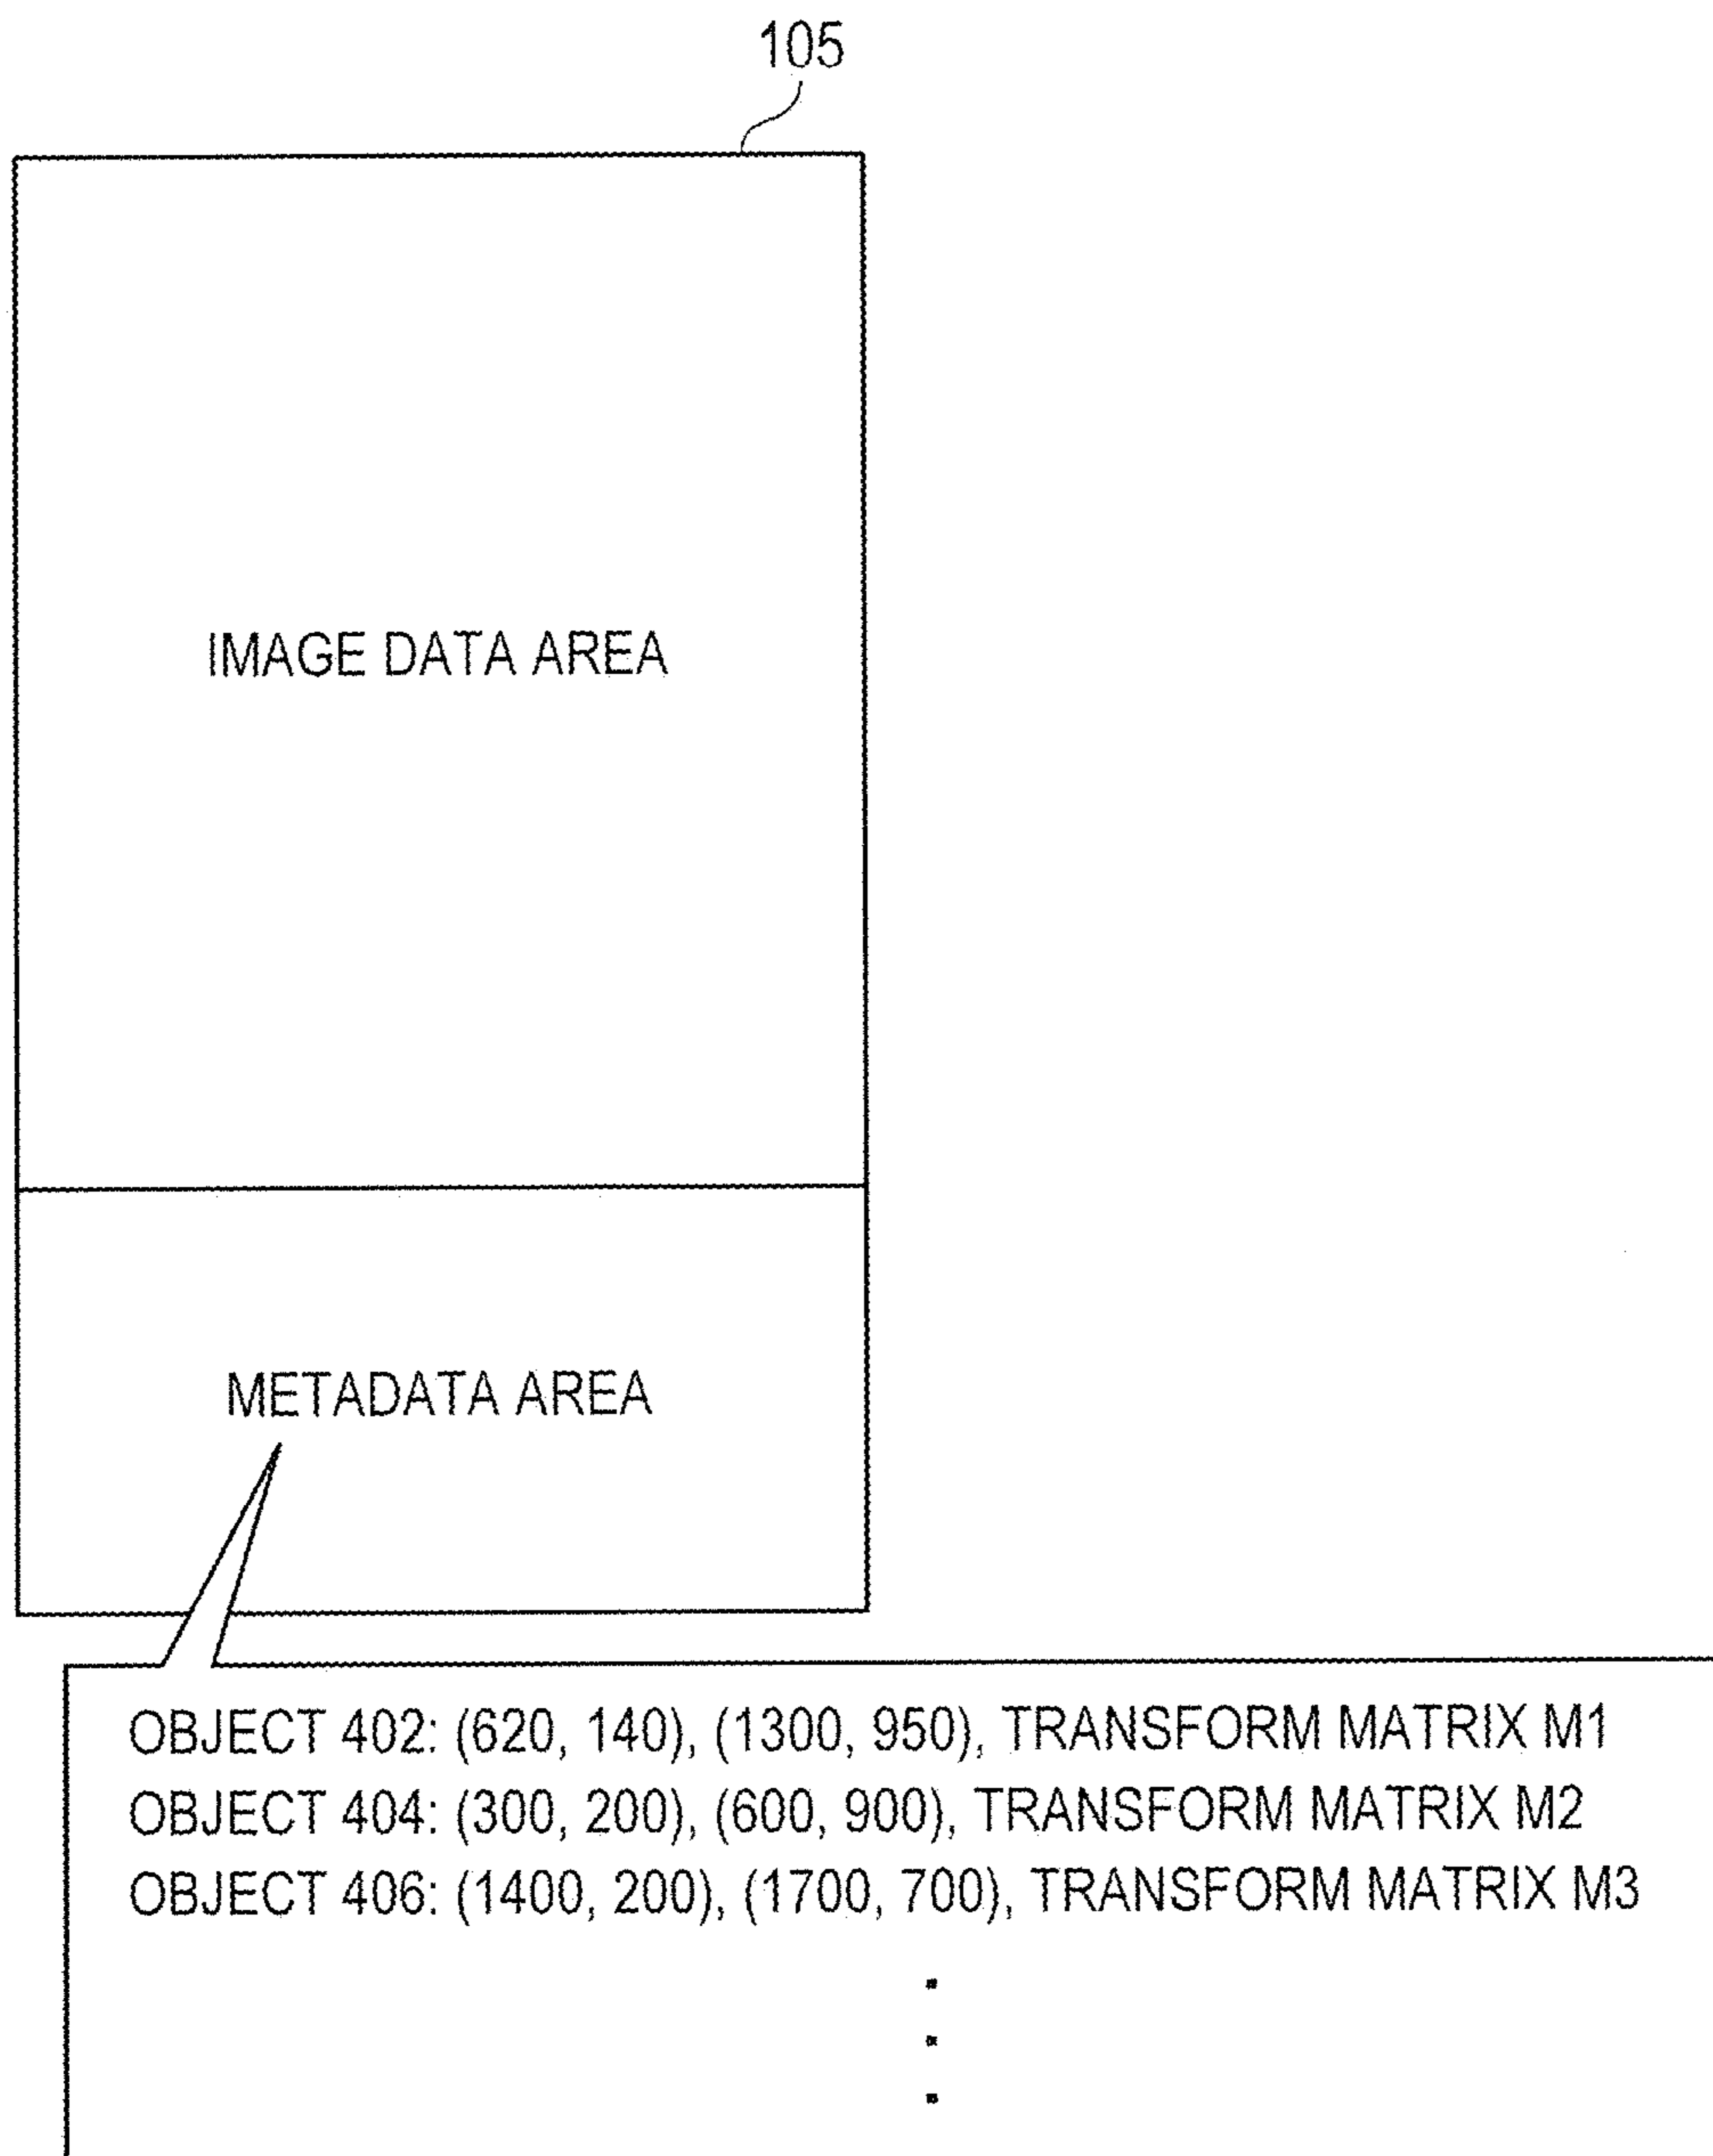 105
IMAGE DATA AREA
METADATA AREA
OBJECT 402: (620, 140), (1300, 950), TRANSFORM MATRIX M1
OBJECT 404: (300, 200), (600, 900), TRANSFORM MATRIX M2
OBJECT 406: (1400, 200), (1700, 700), TRANSFORM MATRIX M3